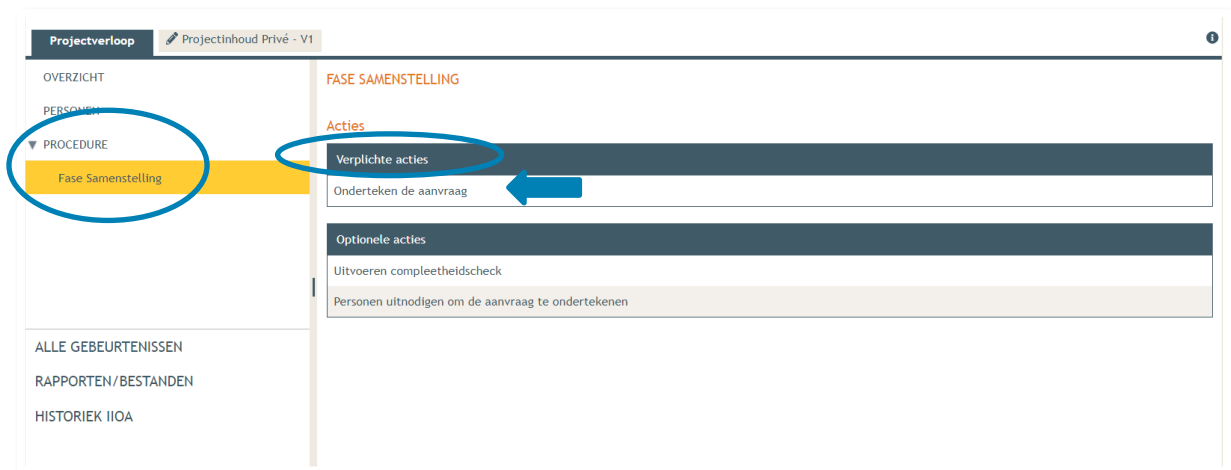 Projectverloop
Projectinhoud Privé - V1
OVERZICHT
PERSONEN
▼ PROCEDURE
Fase Samenstelling
ALLE GEBEURTENISSEN
RAPPORTEN/BESTANDEN
HISTORIEK IIOA
FASE SAMENSTELLING
Acties
Verplichte acties
Onderteken de aanvraag
Optionele acties
Uitvoeren compleetheidscheck
Personen uitnodigen om de aanvraag te ondertekenen